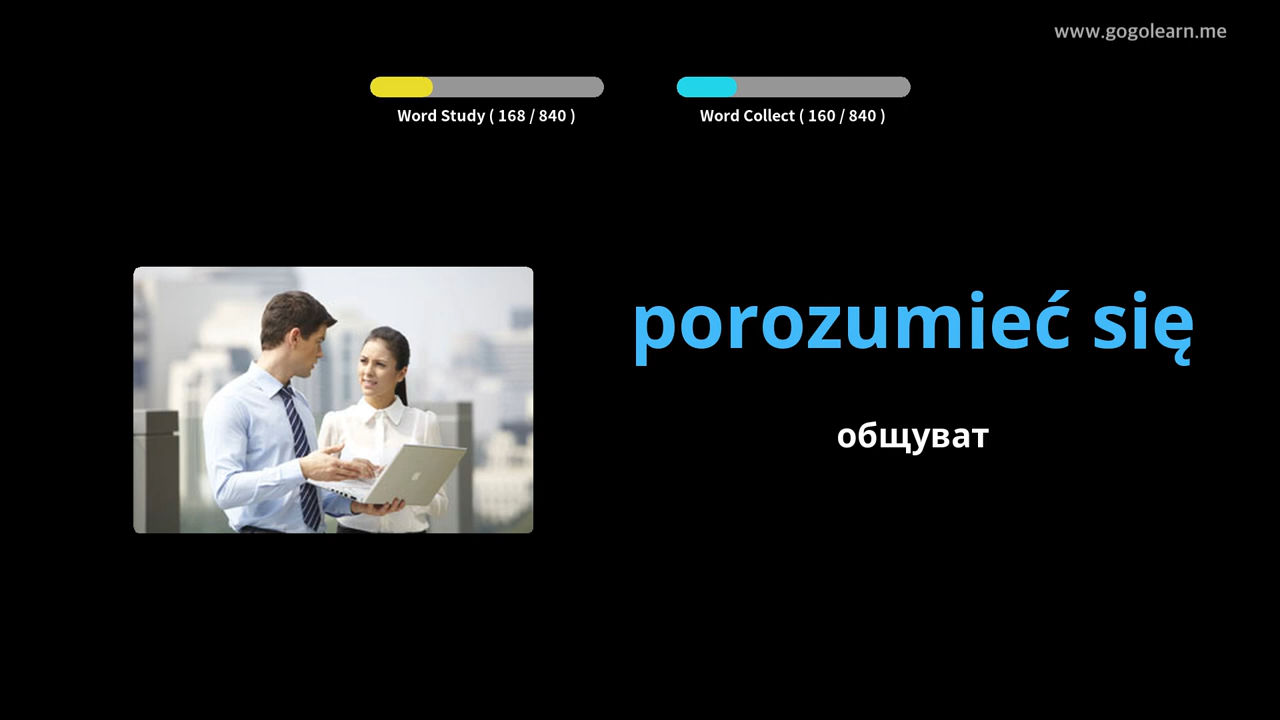 www.gogolearn.me
Word Study ( 168 / 840 )
Word Collect ( 160 / 840 )
porozumieć się
общуват